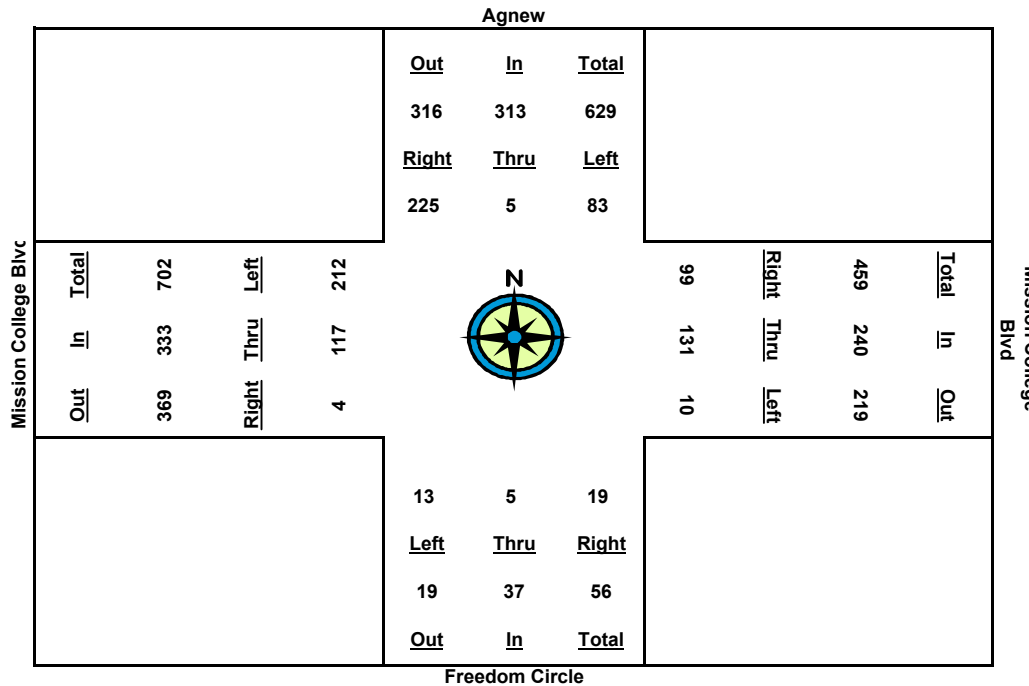 Agnew
Out In Total
316 313 629
Right Thru Left
225 5 83
Mission College Blvd
Total 702 Left 212
In 333 Thru 117
Out 369 Right 4
N
99 Right 459 Total
131 Thru 240 In
10 Left 219 Out
Mission College
Blvd
13 5 19
Left Thru Right
19 37 56
Out In Total
Freedom Circle